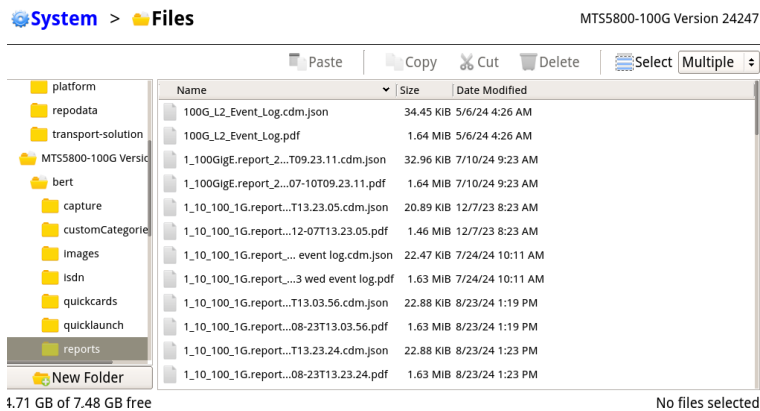 System > Files
MTS5800-100G Version 24247
Paste Copy Cut Delete Select Multiple
platform
repodata
transport-solution
MTS5800-100G Versic
bert
capture
customCategorie
images
isdn
quickcards
quicklaunch
reports
New Folder
Name Size Date Modified
100G_L2_Event_Log.cdm.json 34.45 KiB 5/6/24 4:26 AM
100G_L2_Event_Log.pdf 1.64 MiB 5/6/24 4:26 AM
1_100GigE.report_2...T09.23.11.cdm.json 32.96 KiB 7/10/24 9:23 AM
1_100GigE.report_2...07-10T09.23.11.pdf 1.64 MiB 7/10/24 9:23 AM
1_10_100_1G.report...T13.23.05.cdm.json 20.89 KiB 12/7/23 8:23 AM
1_10_100_1G.report...12-07T13.23.05.pdf 1.46 MiB 12/7/23 8:23 AM
1_10_100_1G.report_... event log.cdm.json 22.47 KiB 7/24/24 10:11 AM
1_10_100_1G.report_...3 wed event log.pdf 1.63 MiB 7/24/24 10:11 AM
1_10_100_1G.report...T13.03.56.cdm.json 22.88 KiB 8/23/24 1:19 PM
1_10_100_1G.report...08-23T13.03.56.pdf 1.63 MiB 8/23/24 1:19 PM
1_10_100_1G.report...T13.23.24.cdm.json 22.88 KiB 8/23/24 1:23 PM
1_10_100_1G.report...08-23T13.23.24.pdf 1.63 MiB 8/23/24 1:23 PM
4.71 GB of 7.48 GB free
No files selected